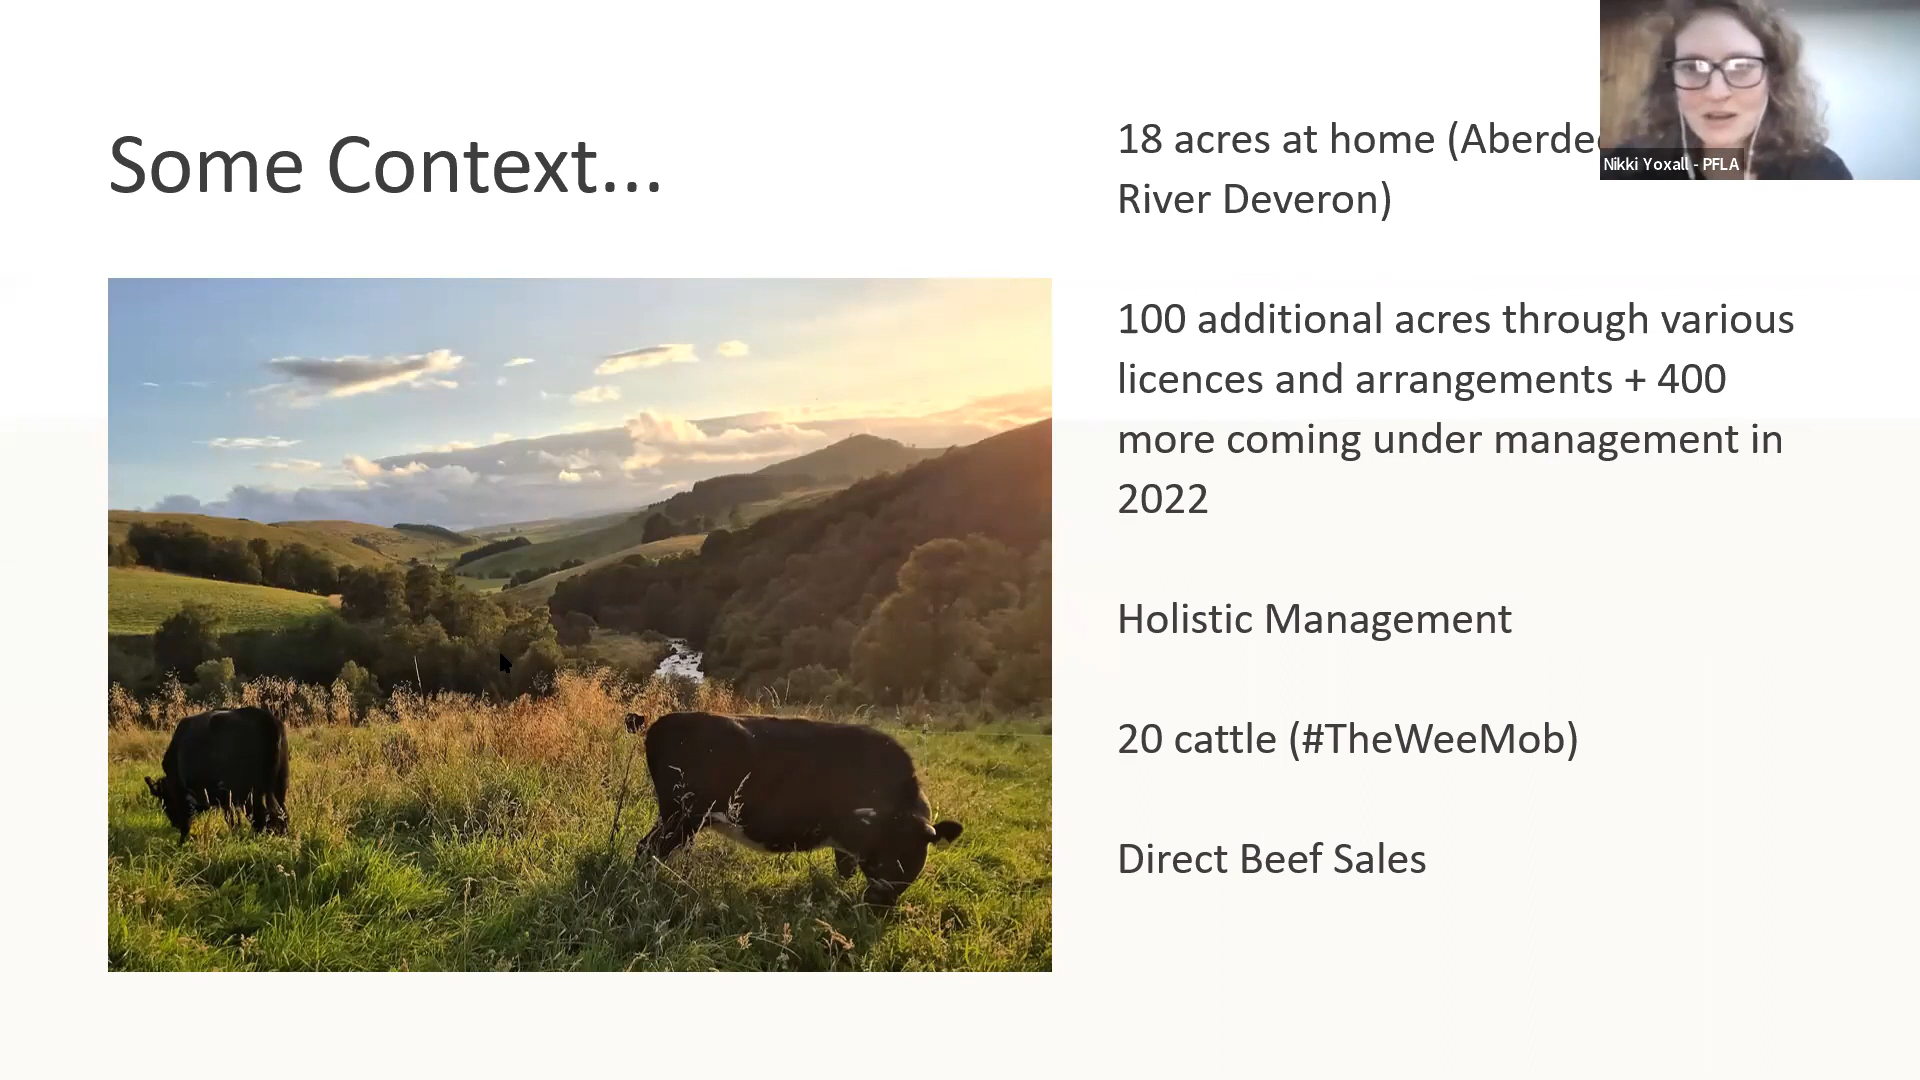 Some Context...
18 acres at home
River Deveron)
100 additional acres through various
licences and arrangements + 400
more coming under management in
2022
Holistic Management
20 cattle (#TheWeeMob)
Direct Beef Sales
Nikki Yoxall - PFLA